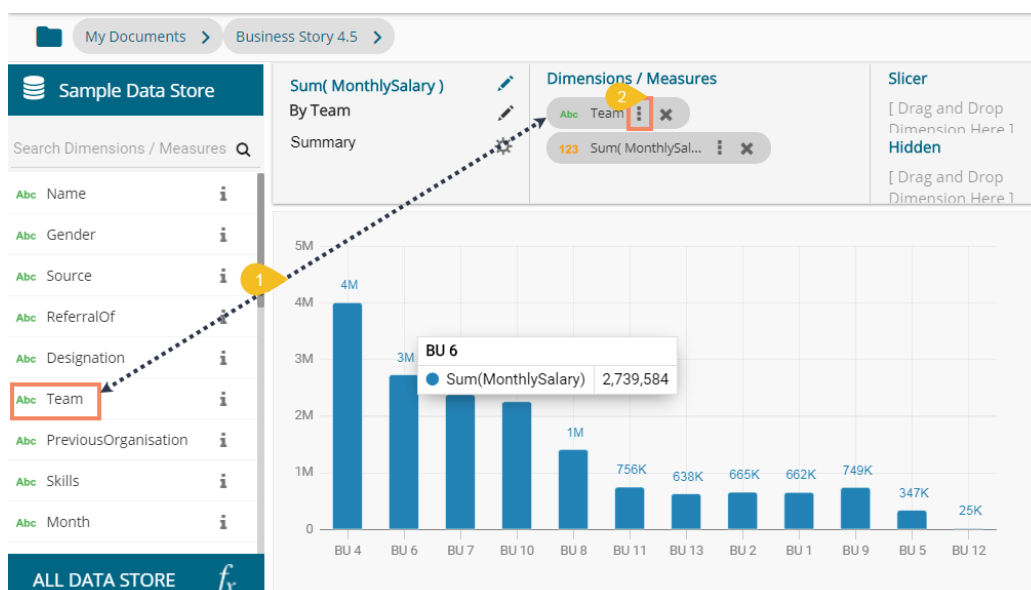 My Documents
Business Story 4.5
Sample Data Store
Search Dimensions / Measures
Abc Name
Abc Gender
Abc Source
Abc ReferralOf
Abc Designation
Abc Team
Abc PreviousOrganisation
Abc Skills
Abc Month
ALL DATA STORE fx
1
Sum( MonthlySalary )
By Team
Summary
Dimensions / Measures
2
Abc Team
123 Sum( MonthlySal...
Slicer
[ Drag and Drop
Dimension Here ]
Hidden
[ Drag and Drop
Dimension Here ]
5M
4M
3M
2M
1M
0
4M
3M
1M
756K
638K
665K
662K
749K
347K
25K
BU 6
Sum(MonthlySalary) 2,739,584
BU 4 BU 6 BU 7 BU 10 BU 8 BU 11 BU 13 BU 2 BU 1 BU 9 BU 5 BU 12